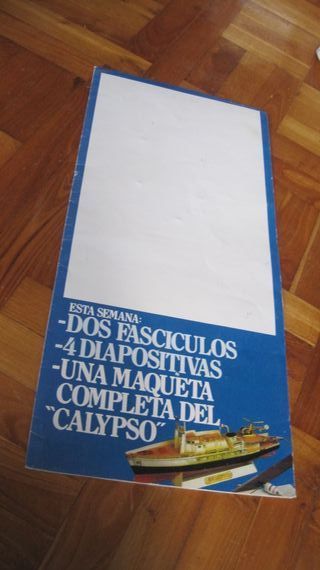 ESTA SEMANA:
-DOS FASCICULOS
-4 DIAPOSITIVAS
-UNA MAQUETA
COMPLETA DEL
"CALYPSO"